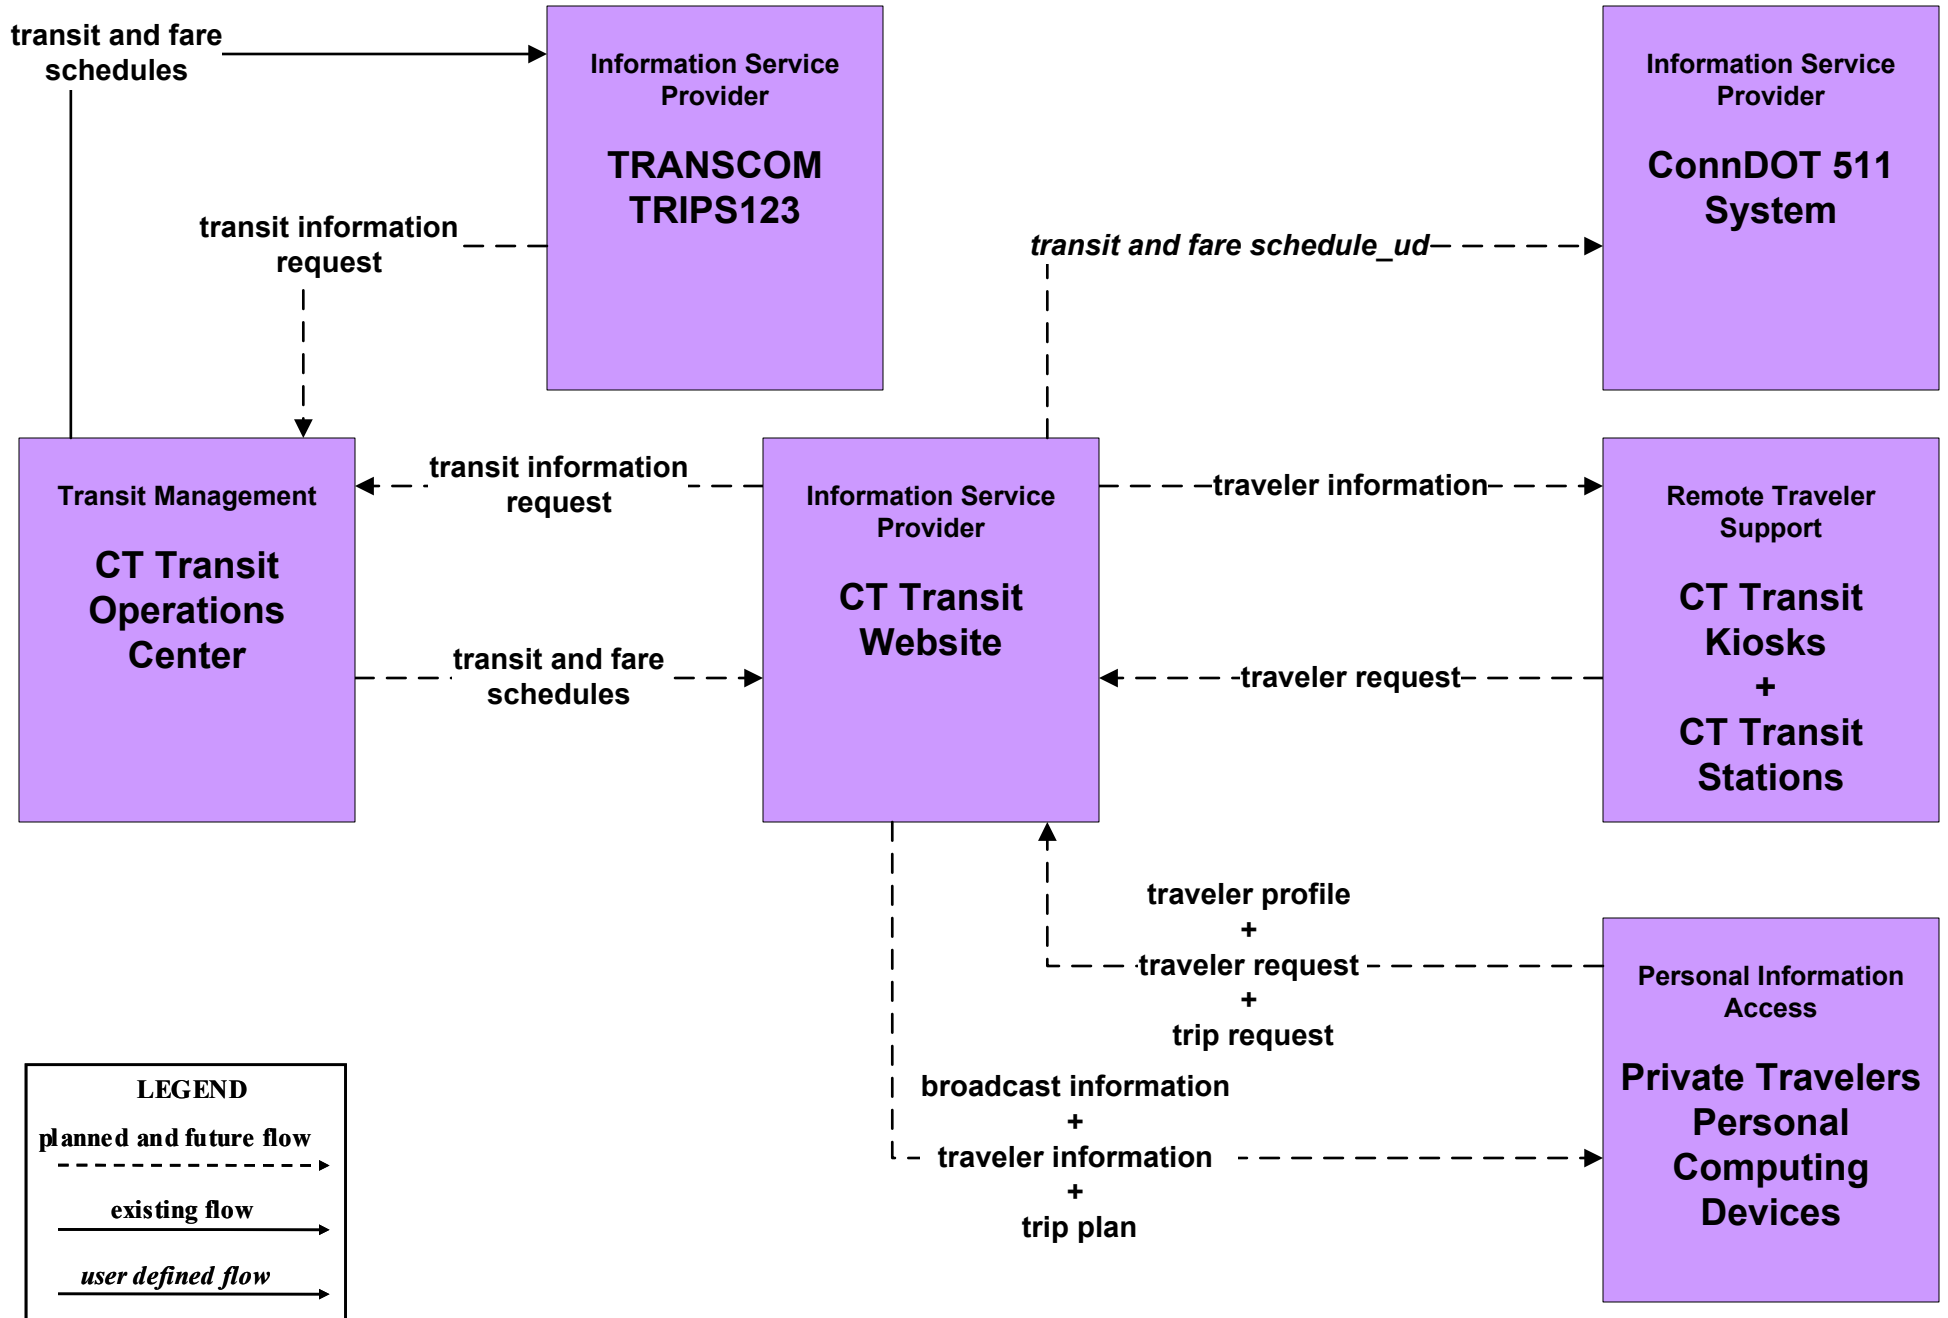 transit and fare
schedules
Information Service
Provider
TRANSCOM
TRIPS123
Information Service
Provider
ConnDOT 511
System
transit information
request
transit and fare schedule_ud
Transit Management
CT Transit
Operations
Center
transit information
request
transit and fare
schedules
Information Service
Provider
CT Transit
Website
traveler information
traveler request
Remote Traveler
Support
CT Transit
Kiosks
+
CT Transit
Stations
traveler profile
+
traveler request
+
trip request
broadcast information
+
traveler information
+
trip plan
Personal Information
Access
Private Travelers
Personal
Computing
Devices
LEGEND
planned and future flow
existing flow
user defined flow